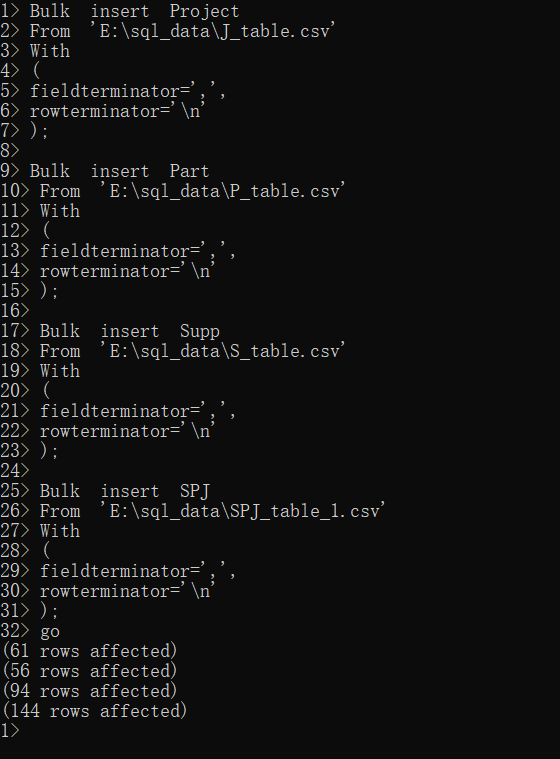 1> Bulk  insert  Project
2> From  'E:\sql_data\J_table.csv'
3> With
4> (
5> fieldterminator=',',
6> rowterminator='\n'
7> );
8>
9> Bulk  insert  Part
10> From  'E:\sql_data\P_table.csv'
11> With
12> (
13> fieldterminator=',',
14> rowterminator='\n'
15> );
16>
17> Bulk  insert  Supp
18> From  'E:\sql_data\S_table.csv'
19> With
20> (
21> fieldterminator=',',
22> rowterminator='\n'
23> );
24>
25> Bulk  insert  SPJ
26> From  'E:\sql_data\SPJ_table_1.csv'
27> With
28> (
29> fieldterminator=',',
30> rowterminator='\n'
31> );
32> go
(61 rows affected)
(56 rows affected)
(94 rows affected)
(144 rows affected)
1>